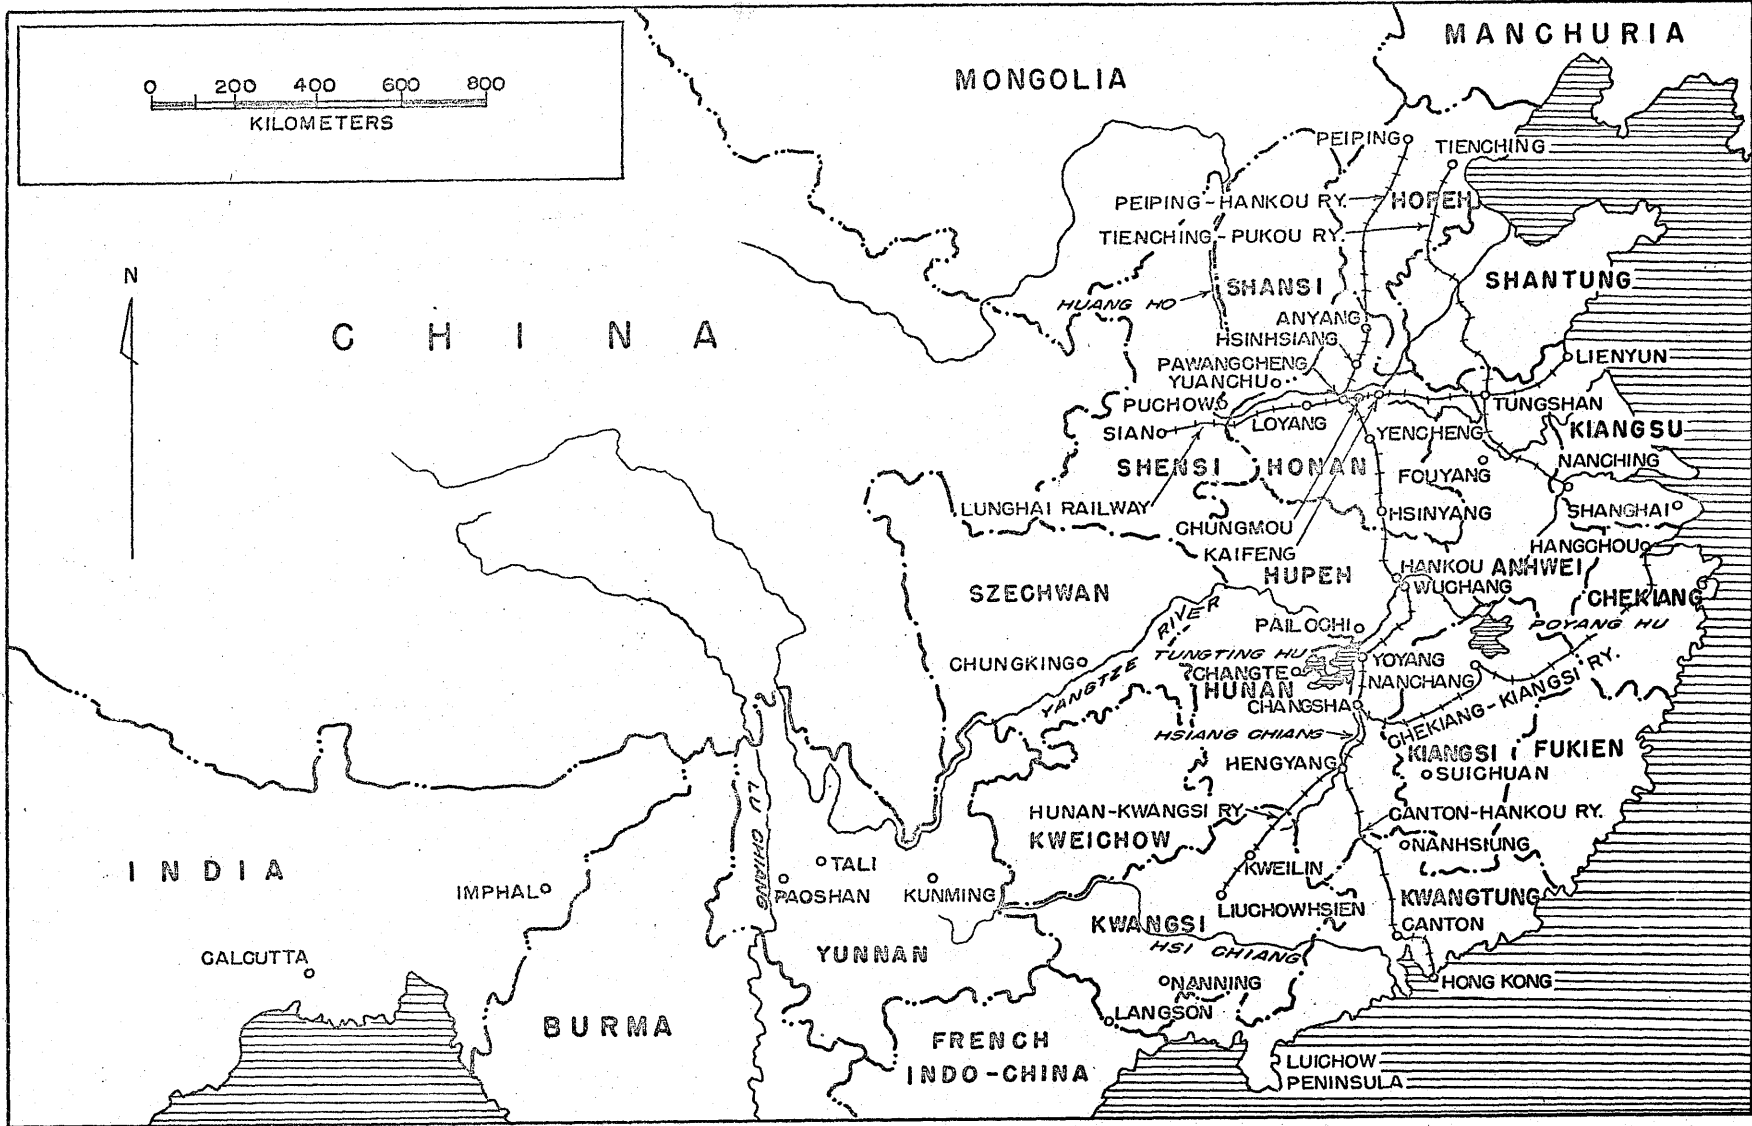 0 200 400 600 800
KILOMETERS
MANCHURIA
MONGOLIA
PEIPING
TIENCHING
PEIPING-HANKOU RY.
HOPEH
TIENCHING-PUKOU RY.
N
SHANSI
SHANTUNG
HUANG HO
CHINA
ANYANG
HSINHSIANG
LIENYUN
PAWANGCHENG
YUANCHU
PUCHOW
TUNGSHAN
SIAN
LOYANG
YENCHENG
KIANGSU
SHENSI
HONAN
NANCHING
FOUYANG
LUNGHAI RAILWAY
HSINYANG
SHANGHAI
CHUNGMOU
HANGCHOU
KAIFENG
HUPEH
HANKOU
ANHWEI
WUCHANG
SZECHWAN
CHEKIANG
YANGTZE RIVER
PAILOCHI
POYANG HU
CHUNGKING
TUNGTING HU
YOYANG
CHANGTE
NANCHANG
HUNAN
CHANGSHA
CHEKIANG-KIANGSI RY.
HSIANG CHIANG
KIANGSI
FUKIEN
HENGYANG
SUICHUAN
LU CHIANG
HUNAN-KWANGSI RY.
CANTON-HANKOU RY.
KWEICHOW
NANHSIUNG
INDIA
TALI
KWEILIN
IMPHAL
PAOSHAN
KUNMING
KWANGTUNG
LIUCHOWHSIEN
KWANGSI
CANTON
CALCUTTA
YUNNAN
HSI CHIANG
NANNING
HONG KONG
LANGSON
BURMA
FRENCH
INDO-CHINA
LUICHOW
PENINSULA